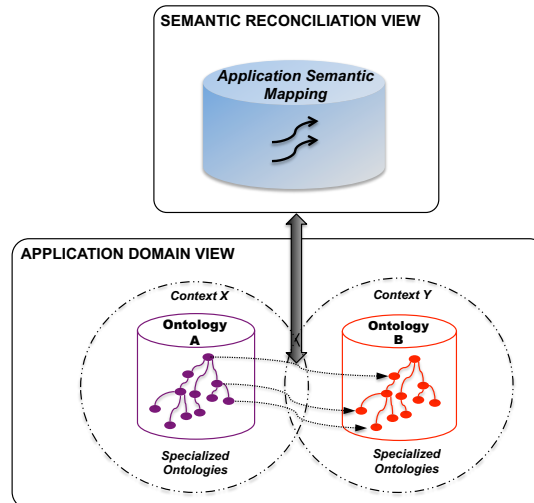 SEMANTIC RECONCILIATION VIEW
Application Semantic
Mapping
APPLICATION DOMAIN VIEW
Context X
Context Y
Ontology
A
Ontology
B
Specialized
Ontologies
Specialized
Ontologies